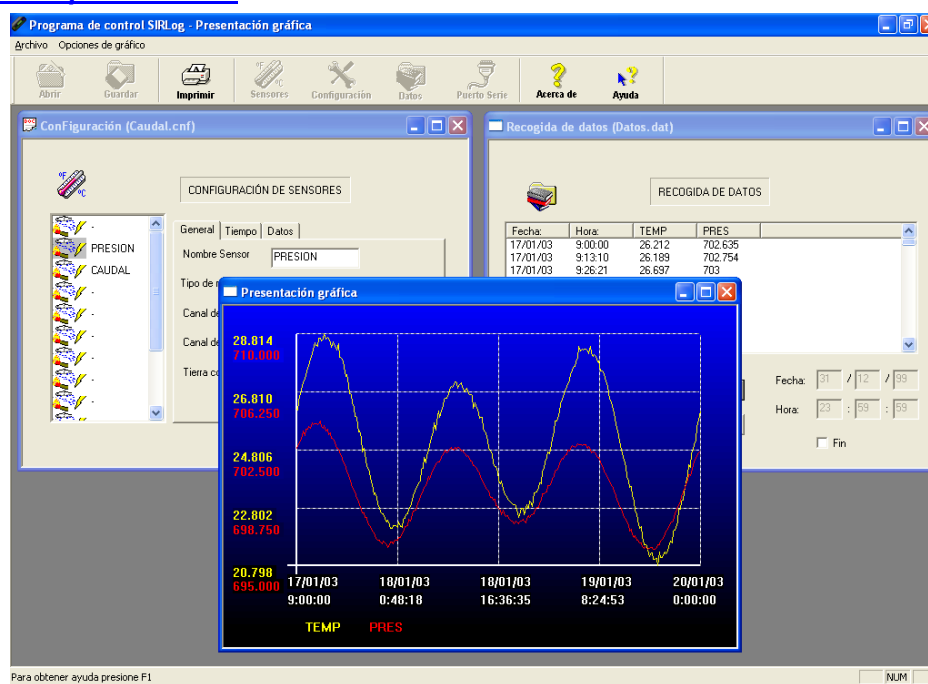 Programa de control SIRLog - Presentación gráfica
Archivo Opciones de gráfico
Abrir Guardar Imprimir Sensores Configuración Datos Puerto Serie Acerca de Ayuda
ConFiguración (Caudal.cnf)
°F
°C
CONFIGURACIÓN DE SENSORES
-
PRESION
CAUDAL
-
-
-
-
-
-
General Tiempo Datos
Nombre Sensor PRESION
Tipo de
Canal de
Canal de
Tierra
Recogida de datos (Datos.dat)
RECOGIDA DE DATOS
Fecha: Hora: TEMP PRES
17/01/03 9:00:00 26.212 702.635
17/01/03 9:13:10 26.189 702.754
17/01/03 9:26:21 26.697 703
Fecha: 31 / 12 / 99
Hora: 23 : 59 : 59
Fin
Presentación gráfica
28.814
710.000
26.810
706.250
24.806
702.500
22.802
698.750
20.798
695.000
17/01/03 18/01/03 18/01/03 19/01/03 20/01/03
9:00:00 0:48:18 16:36:35 8:24:53 0:00:00
TEMP PRES
Para obtener ayuda presione F1
NUM